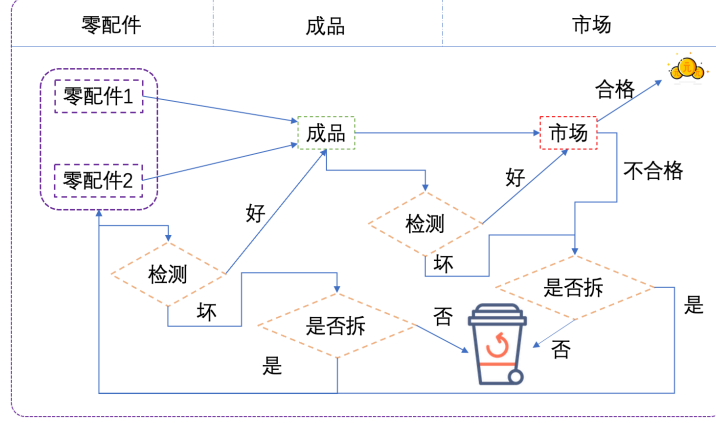 零配件
成品
市场
零配件1
零配件2
成品
市场
合格
不合格
好
好
检测
检测
坏
坏
是否拆
是否拆
否
否
是
是